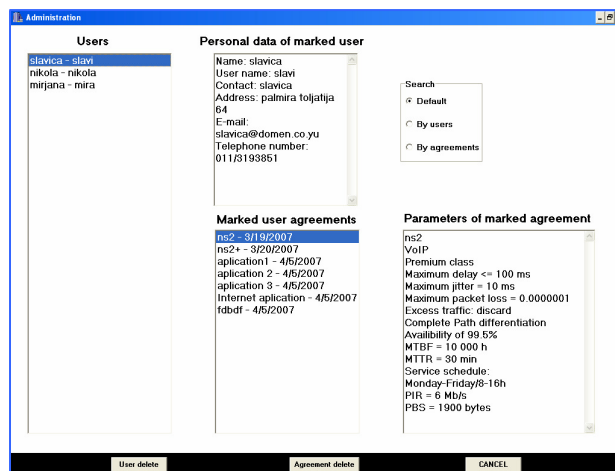 Administration
Users
slavica - slavi
nikola - nikola
mirjana - mira
Personal data of marked user
Name: slavica
User name: slavi
Contact: slavica
Address: palmira toljatija
64
E-mail:
slavica@domen.co.yu
Telephone number:
011/3193851
Search
Default
By users
By agreements
Marked user agreements
ns2 - 3/19/2007
ns2+ - 3/20/2007
aplication1 - 4/5/2007
aplication 2 - 4/5/2007
aplication 3 - 4/5/2007
Internet aplication - 4/5/2007
fdbdf - 4/5/2007
Parameters of marked agreement
ns2
VoIP
Premium class
Maximum delay <= 100 ms
Maximum jitter = 10 ms
Maximum packet loss = 0.0000001
Excess traffic: discard
Complete Path differentiation
Availibility of 99.5%
MTBF = 10 000 h
MTTR = 30 min
Service schedule:
Monday-Friday/8-16h
PIR = 6 Mb/s
PBS = 1900 bytes
User delete
Agreement delete
CANCEL